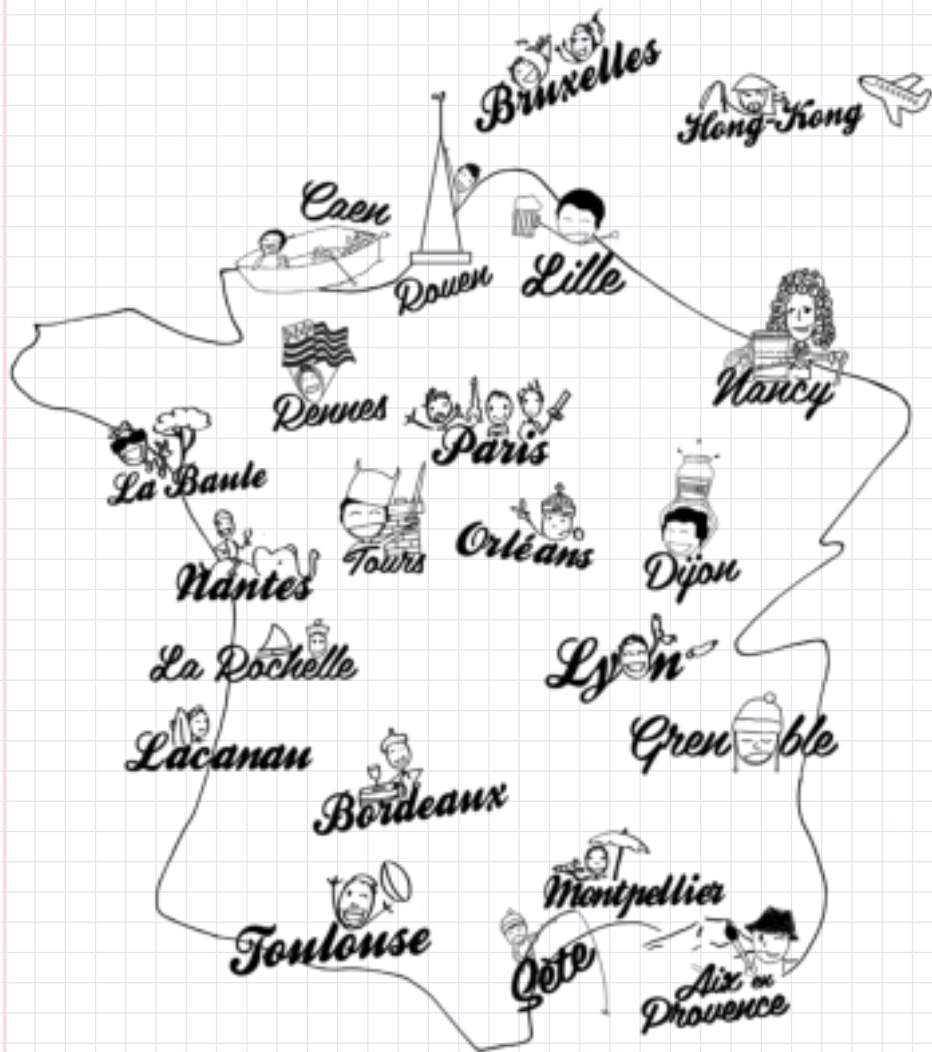 Bruxelles
Hong-Kong
Caen
Rouen
Lille
Rennes
Nancy
Paris
La Baule
Tours
Orléans
Dijon
Nantes
La Rochelle
Lyon
Lacanau
Grenoble
Bordeaux
Montpellier
Toulouse
Sète
Aix en
Provence